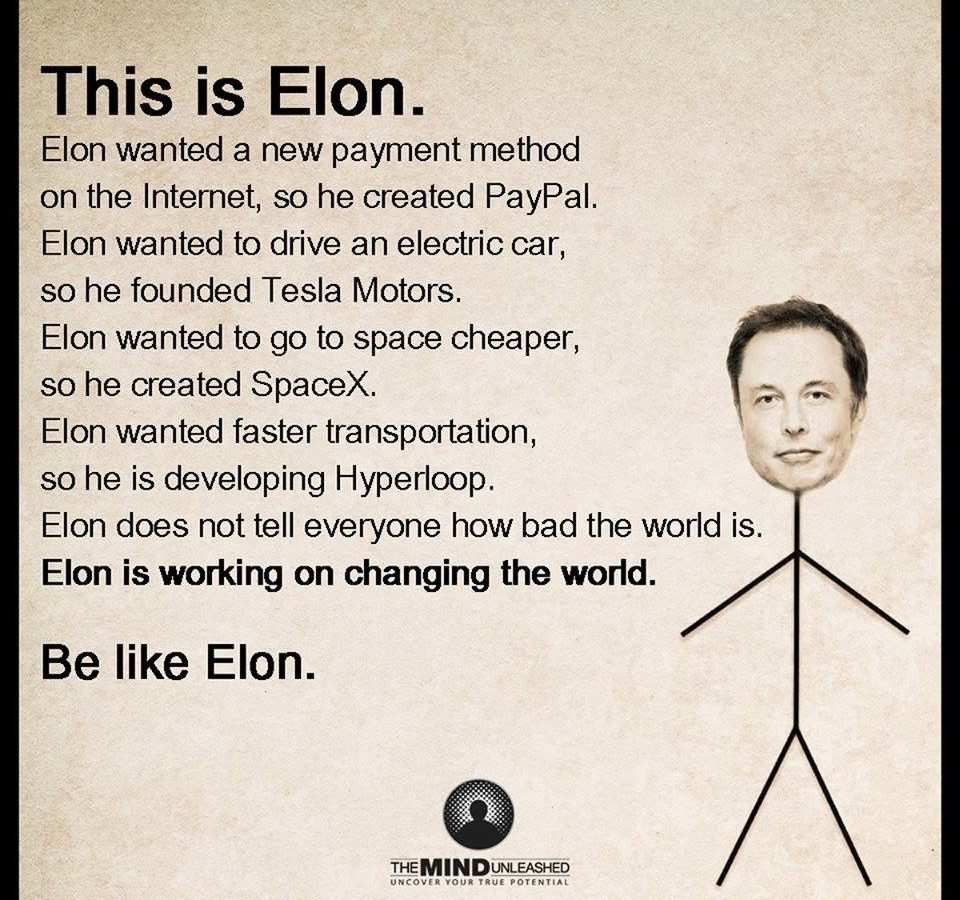 This is Elon.
Elon wanted a new payment method
on the Internet, so he created PayPal.
Elon wanted to drive an electric car,
so he founded Tesla Motors.
Elon wanted to go to space cheaper,
so he created SpaceX.
Elon wanted faster transportation,
so he is developing Hyperloop.
Elon does not tell everyone how bad the world is.
Elon is working on changing the world.
Be like Elon.
THE MIND UNLEASHED
UNCOVER YOUR TRUE POTENTIAL